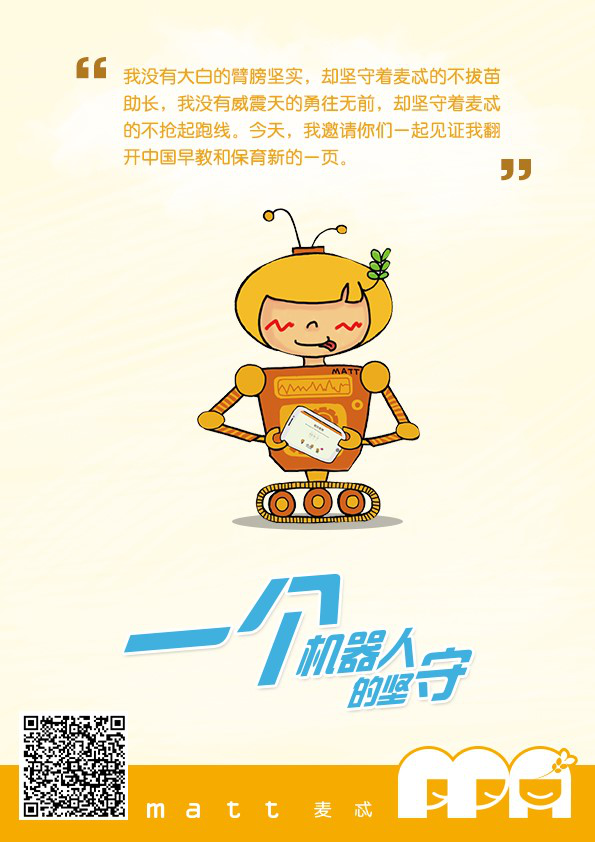 我没有大白的臂膀坚实，却坚守着麦忒的不拔苗
助长，我没有威震天的勇往无前，却坚守着麦忒
的不抢起跑线。今天，我邀请你们一起见证我翻
开中国早教和保育新的一页。
MATT
一个机器人
的坚守
matt 麦忒